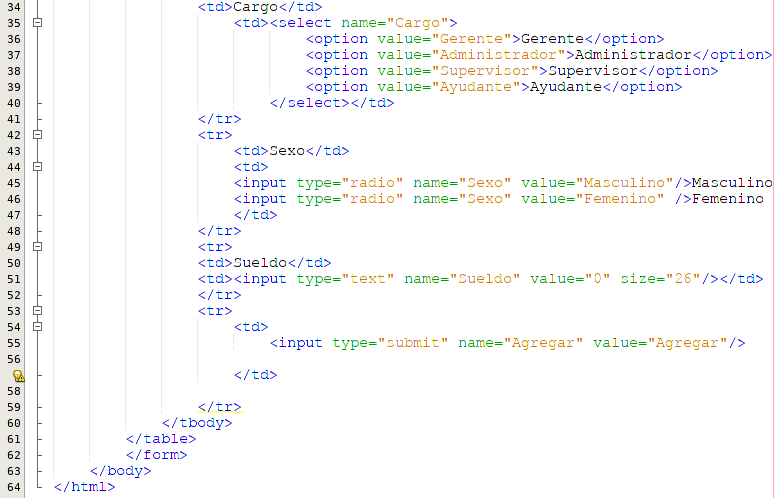 34 <td>Cargo</td>
35 <td><select name="Cargo">
36 <option value="Gerente">Gerente</option>
37 <option value="Administrador">Administrador</option>
38 <option value="Supervisor">Supervisor</option>
39 <option value="Ayudante">Ayudante</option>
40 </select></td>
41 </tr>
42 <tr>
43 <td>Sexo</td>
44 <td>
45 <input type="radio" name="Sexo" value="Masculino"/>Masculino
46 <input type="radio" name="Sexo" value="Femenino" />Femenino
47 </td>
48 </tr>
49 <tr>
50 <td>Sueldo</td>
51 <td><input type="text" name="Sueldo" value="0" size="26"/></td>
52 </tr>
53 <tr>
54 <td>
55 <input type="submit" name="Agregar" value="Agregar"/>
56
</td>
58
59 </tr>
60 </tbody>
61 </table>
62 </form>
63 </body>
64 </html>